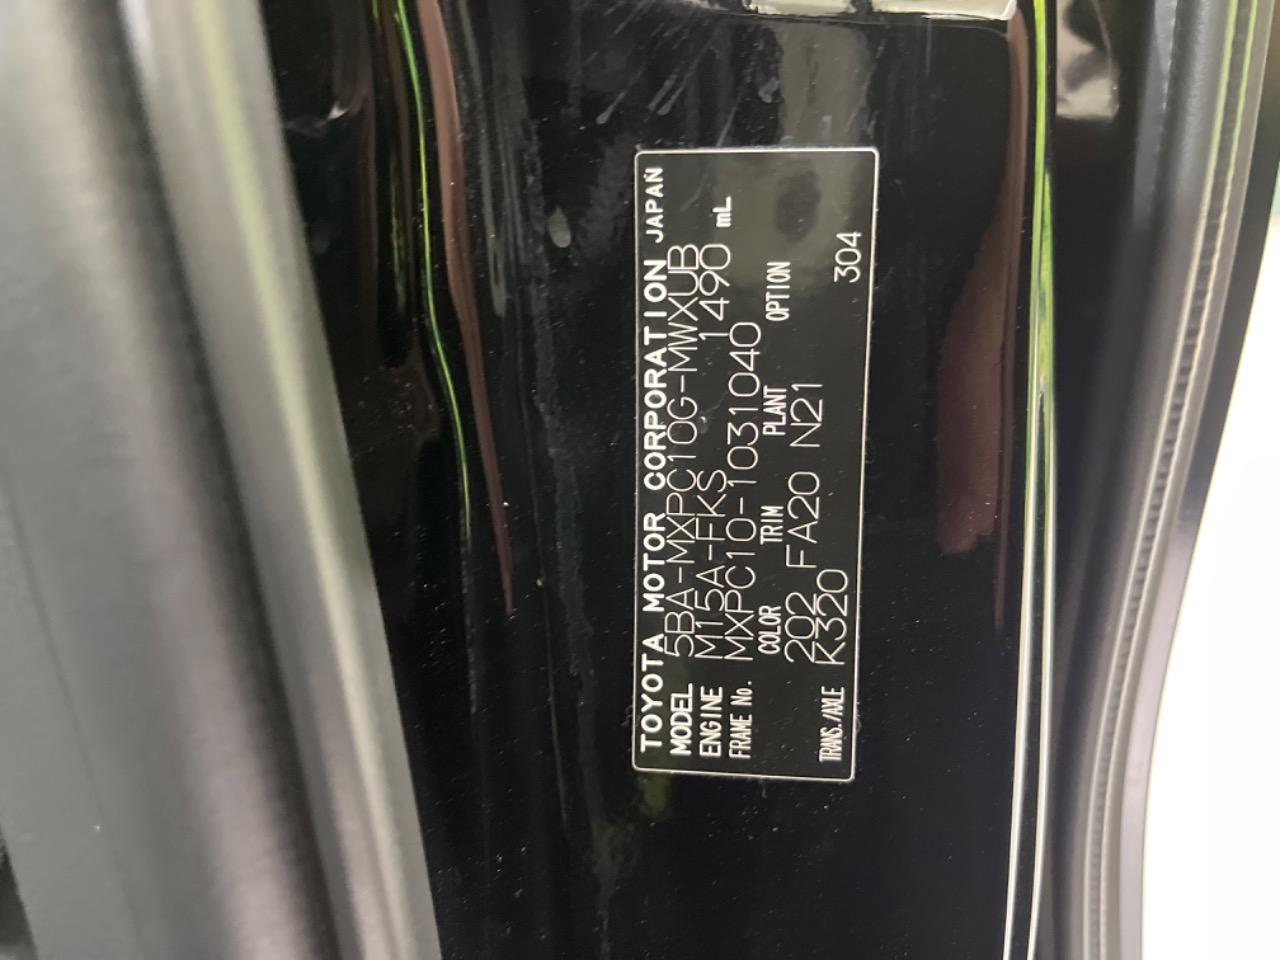 TOYOTA MOTOR CORPORATION JAPAN
MODEL 5BA-MXPC10G-MWXUB
ENGINE M15A-FKS 1490 mL
FRAME No. MXPC10-1031040
COLOR TRIM PLANT OPTION
202 FA20 N21
TRANS./AXLE K320 304